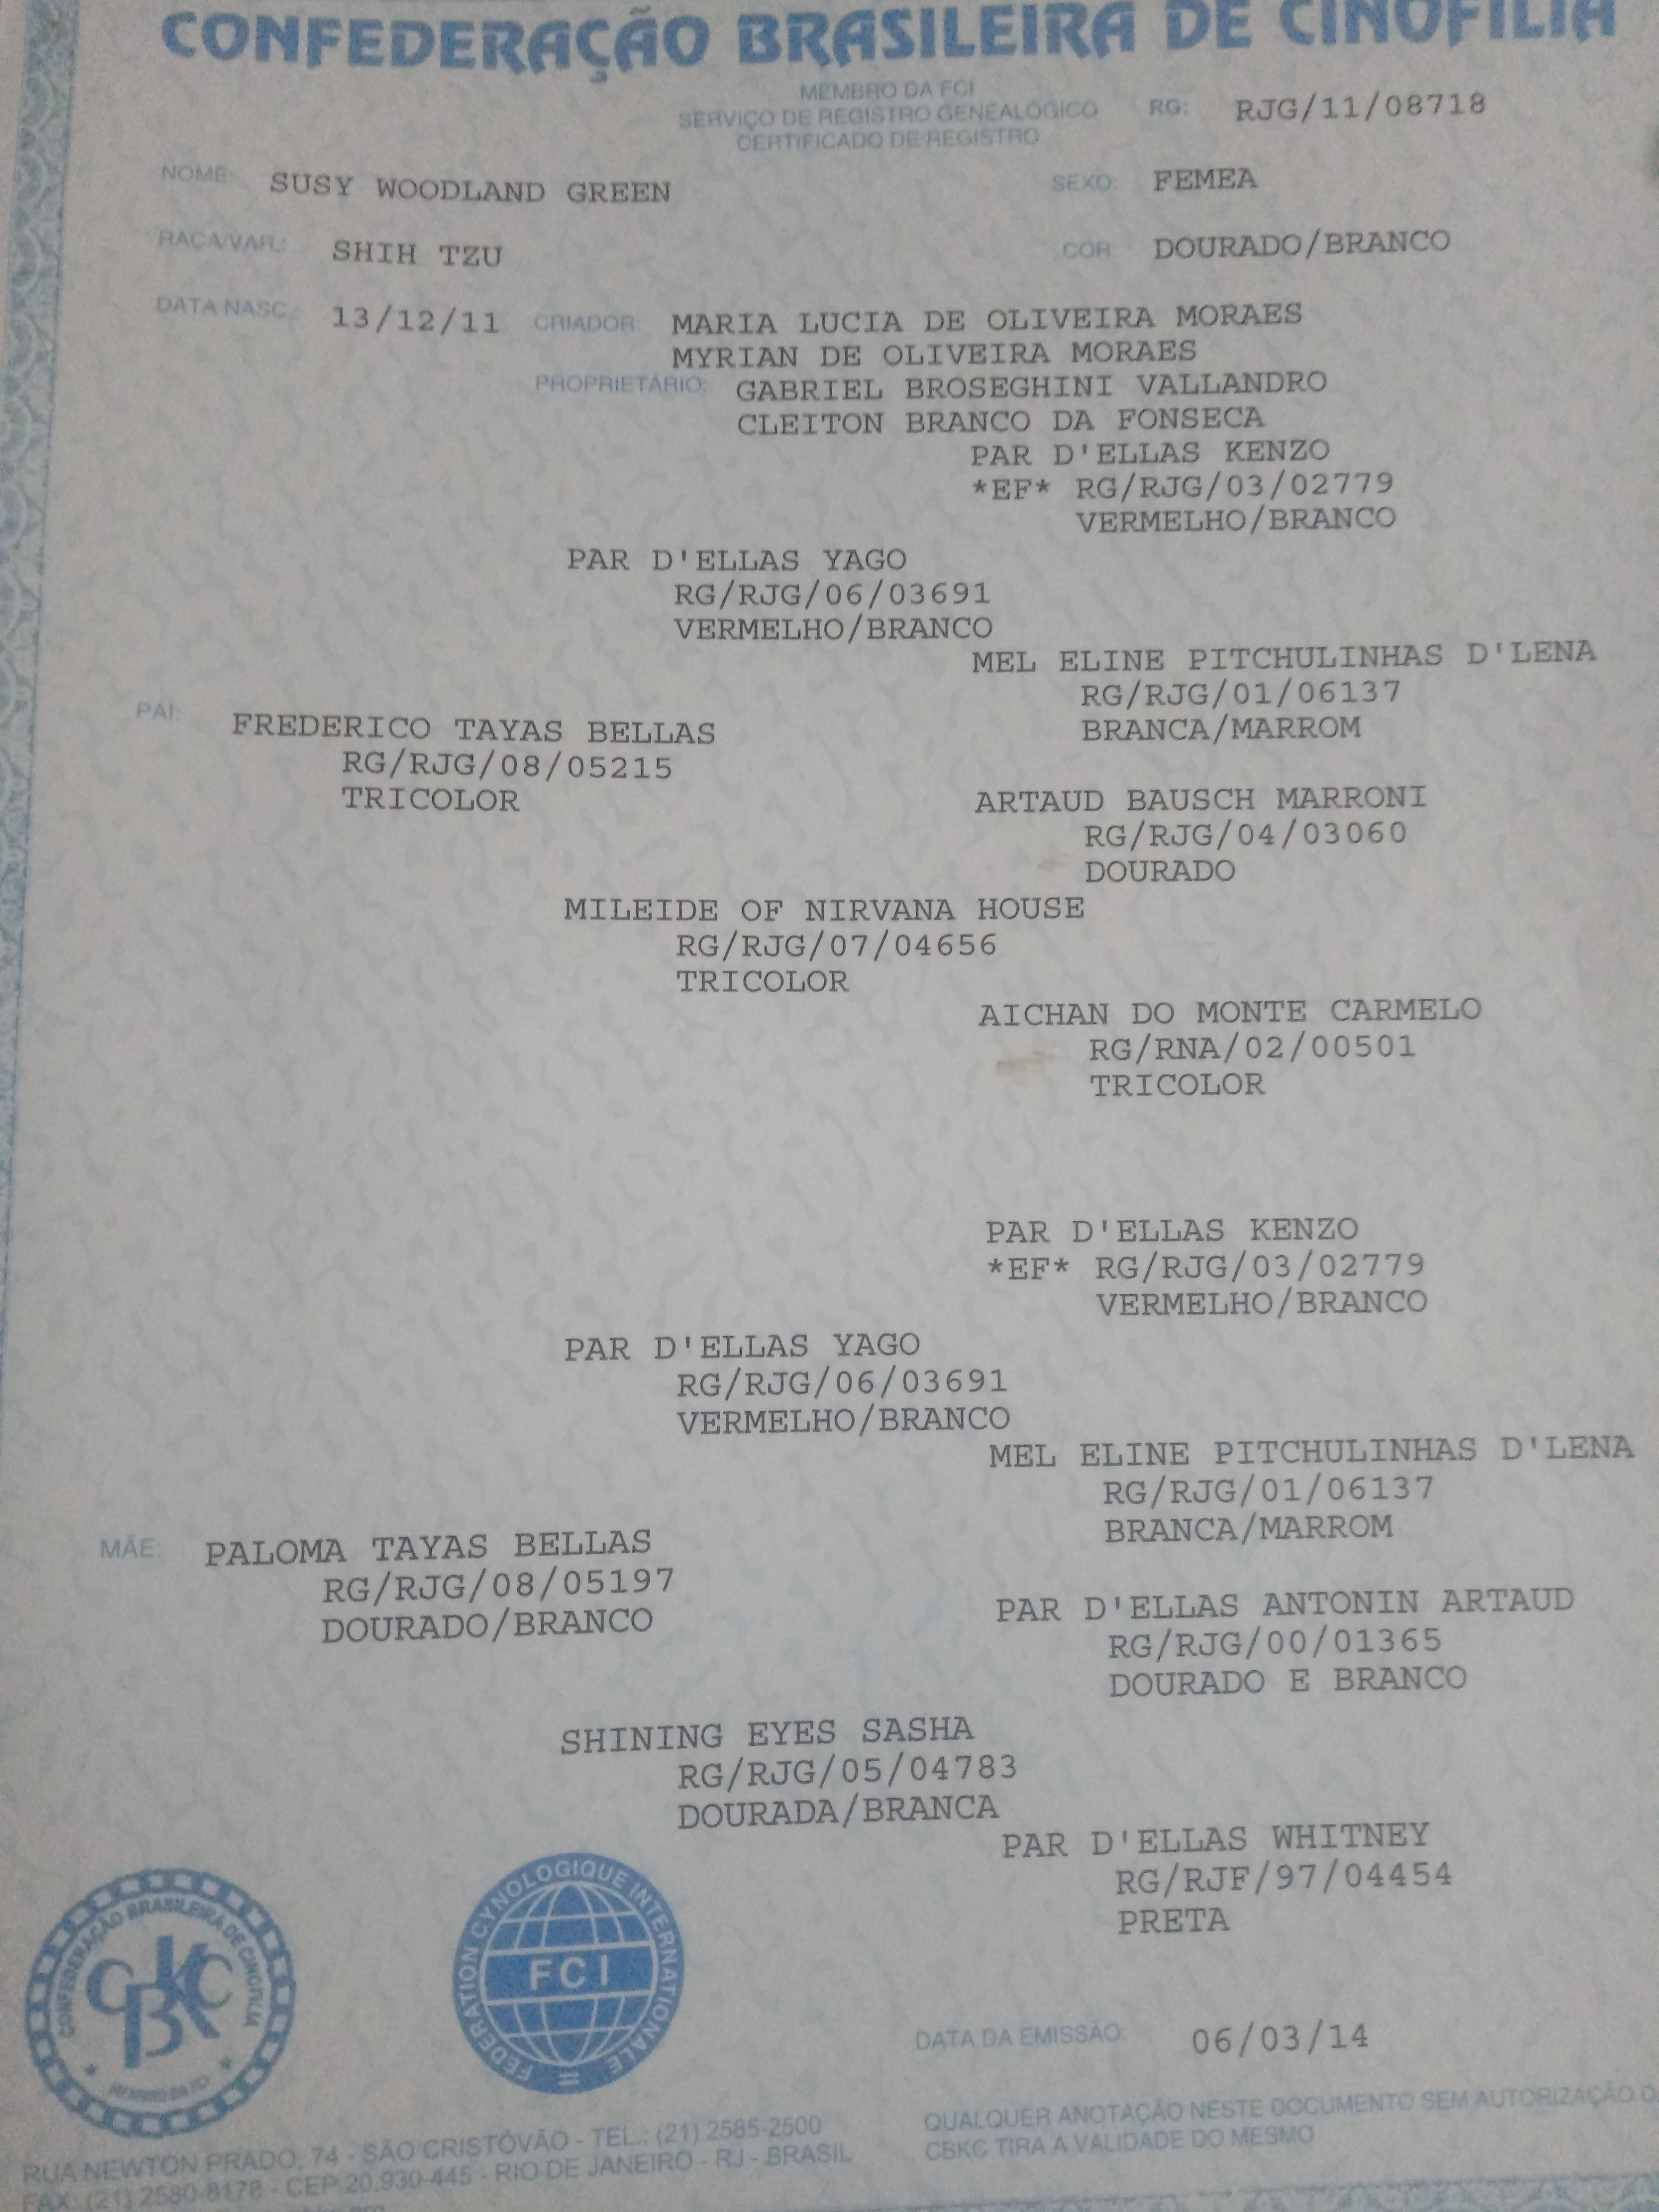 CONFEDERAÇÃO BRASILEIRA DE CINOFILIA
MEMBRO DA FCI
SERVIÇO DE REGISTRO GENEALÓGICO
CERTIFICADO DE REGISTRO
RG: RJG/11/08718
NOME: SUSY WOODLAND GREEN
SEXO: FEMEA
RAÇA/VAR.: SHIH TZU
COR: DOURADO/BRANCO
DATA NASC.: 13/12/11 CRIADOR: MARIA LUCIA DE OLIVEIRA MORAES
MYRIAN DE OLIVEIRA MORAES
PROPRIETÁRIO: GABRIEL BROSEGHINI VALLANDRO
CLEITON BRANCO DA FONSECA
PAR D'ELLAS KENZO
*EF* RG/RJG/03/02779
VERMELHO/BRANCO
PAR D'ELLAS YAGO
RG/RJG/06/03691
VERMELHO/BRANCO
MEL ELINE PITCHULINHAS D'LENA
RG/RJG/01/06137
BRANCA/MARROM
PAI: FREDERICO TAYAS BELLAS
RG/RJG/08/05215
TRICOLOR
ARTAUD BAUSCH MARRONI
RG/RJG/04/03060
DOURADO
MILEIDE OF NIRVANA HOUSE
RG/RJG/07/04656
TRICOLOR
AICHAN DO MONTE CARMELO
RG/RNA/02/00501
TRICOLOR
PAR D'ELLAS KENZO
*EF* RG/RJG/03/02779
VERMELHO/BRANCO
PAR D'ELLAS YAGO
RG/RJG/06/03691
VERMELHO/BRANCO
MEL ELINE PITCHULINHAS D'LENA
RG/RJG/01/06137
BRANCA/MARROM
MÃE: PALOMA TAYAS BELLAS
RG/RJG/08/05197
DOURADO/BRANCO
PAR D'ELLAS ANTONIN ARTAUD
RG/RJG/00/01365
DOURADO E BRANCO
SHINING EYES SASHA
RG/RJG/05/04783
DOURADA/BRANCA
PAR D'ELLAS WHITNEY
RG/RJF/97/04454
PRETA
CONFEDERAÇÃO BRASILEIRA DE CINOFILIA
CBKC
MEMBRO DA FCI
FEDERATION CYNOLOGIQUE INTERNATIONALE
FCI
DATA DA EMISSÃO: 06/03/14
QUALQUER ANOTAÇÃO NESTE DOCUMENTO SEM AUTORIZAÇÃO
CBKC TIRA A VALIDADE DO MESMO
RUA NEWTON PRADO, 74 - SÃO CRISTÓVÃO - TEL.: (21) 2585-2500
FAX: (21) 2580-8178 - CEP 20.930-445 - RIO DE JANEIRO - RJ - BRASIL